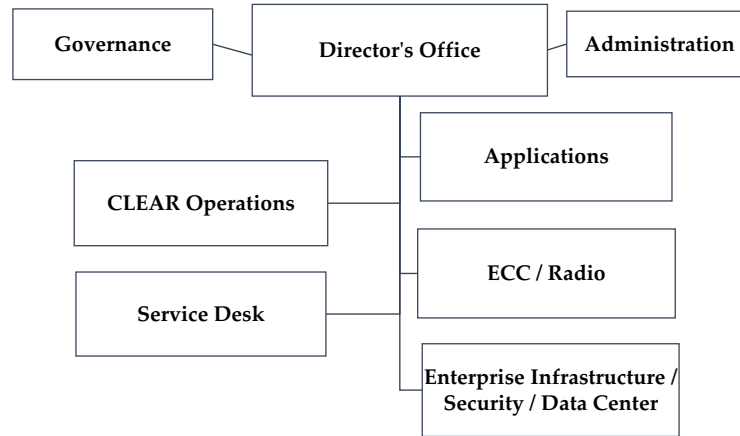 Governance
Director's Office
Administration
Applications
CLEAR Operations
ECC / Radio
Service Desk
Enterprise Infrastructure /
Security / Data Center